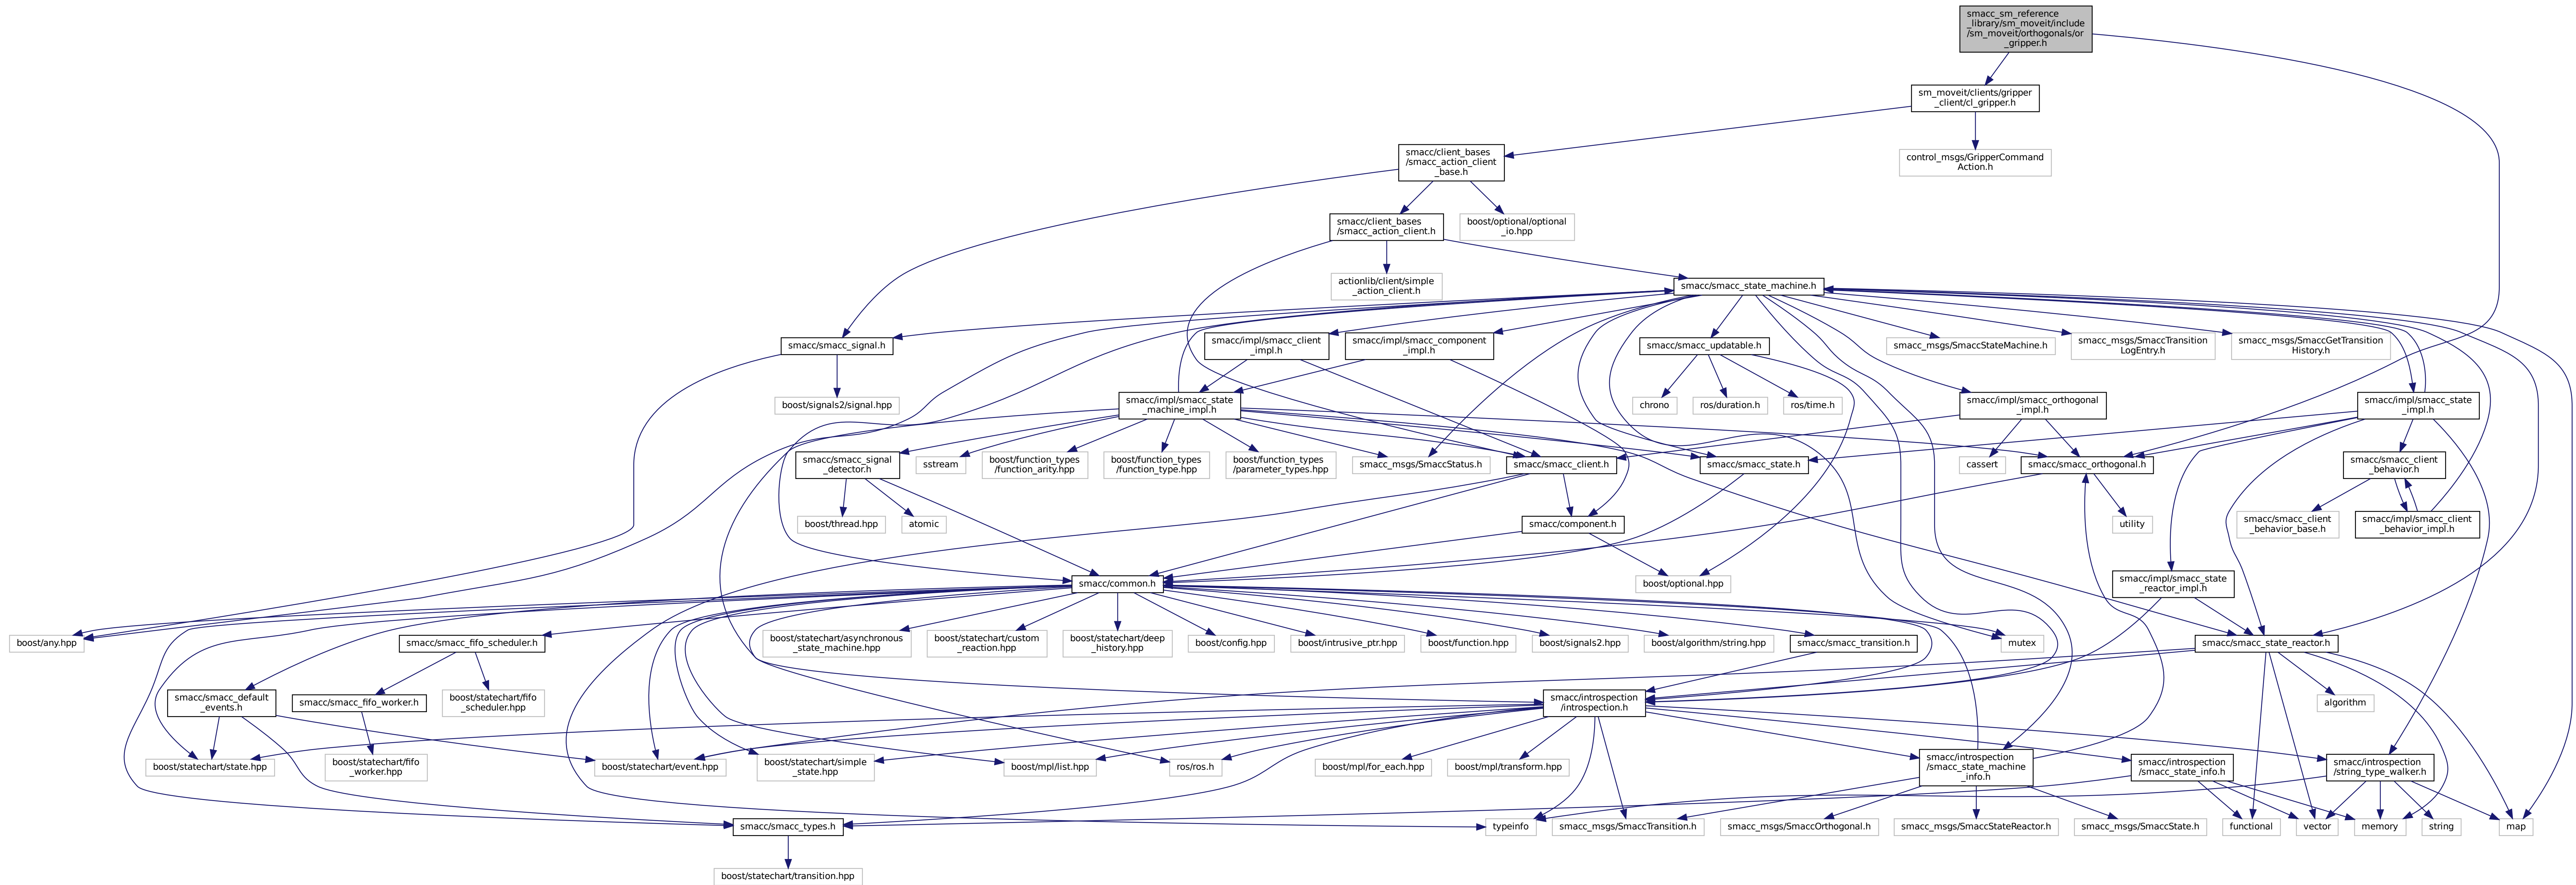 smacc_sm_reference
_library/sm_moveit/include
/sm_moveit/orthogonals/or
_gripper.h
sm_moveit/clients/gripper
_client/cl_gripper.h
smacc/client_bases
/smacc_action_client
_base.h
control_msgs/GripperCommand
Action.h
smacc/client_bases
/smacc_action_client.h
boost/optional/optional
_io.hpp
actionlib/client/simple
_action_client.h
smacc/smacc_state_machine.h
smacc/smacc_signal.h
smacc/impl/smacc_client
_impl.h
smacc/impl/smacc_component
_impl.h
smacc/smacc_updatable.h
smacc_msgs/SmaccStateMachine.h
smacc_msgs/SmaccTransition
LogEntry.h
smacc_msgs/SmaccGetTransition
History.h
boost/signals2/signal.hpp
smacc/impl/smacc_state
_machine_impl.h
chrono
ros/duration.h
ros/time.h
smacc/impl/smacc_orthogonal
_impl.h
smacc/impl/smacc_state
_impl.h
smacc/smacc_signal
_detector.h
sstream
boost/function_types
/function_arity.hpp
boost/function_types
/function_type.hpp
boost/function_types
/parameter_types.hpp
smacc_msgs/SmaccStatus.h
smacc/smacc_client.h
smacc/smacc_state.h
cassert
smacc/smacc_orthogonal.h
smacc/smacc_client
_behavior.h
boost/thread.hpp
atomic
smacc/component.h
utility
smacc/smacc_client
_behavior_base.h
smacc/impl/smacc_client
_behavior_impl.h
smacc/common.h
boost/optional.hpp
smacc/impl/smacc_state
_reactor_impl.h
boost/any.hpp
smacc/smacc_fifo_scheduler.h
boost/statechart/asynchronous
_state_machine.hpp
boost/statechart/custom
_reaction.hpp
boost/statechart/deep
_history.hpp
boost/config.hpp
boost/intrusive_ptr.hpp
boost/function.hpp
boost/signals2.hpp
boost/algorithm/string.hpp
smacc/smacc_transition.h
mutex
smacc/smacc_state_reactor.h
smacc/smacc_default
_events.h
smacc/smacc_fifo_worker.h
boost/statechart/fifo
_scheduler.hpp
smacc/introspection
/introspection.h
algorithm
boost/statechart/state.hpp
boost/statechart/fifo
_worker.hpp
boost/statechart/event.hpp
boost/statechart/simple
_state.hpp
boost/mpl/list.hpp
ros/ros.h
boost/mpl/for_each.hpp
boost/mpl/transform.hpp
smacc/introspection
/smacc_state_machine
_info.h
smacc/introspection
/smacc_state_info.h
smacc/introspection
/string_type_walker.h
smacc/smacc_types.h
typeinfo
smacc_msgs/SmaccTransition.h
smacc_msgs/SmaccOrthogonal.h
smacc_msgs/SmaccStateReactor.h
smacc_msgs/SmaccState.h
functional
vector
memory
string
map
boost/statechart/transition.hpp